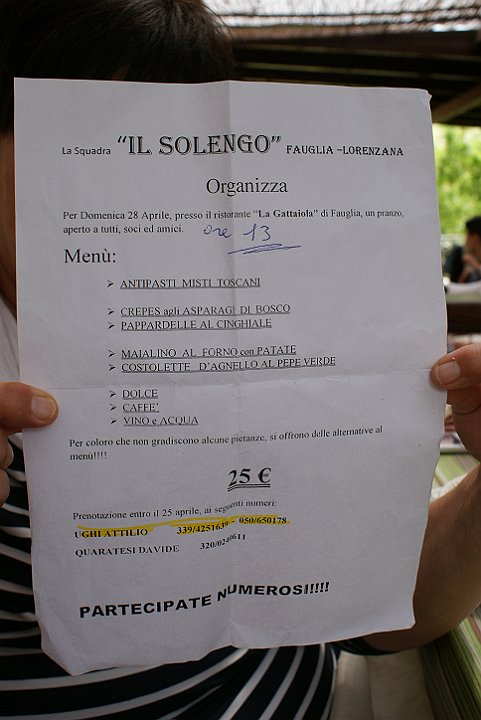 La Squadra "IL SOLENGO" FAUGLIA -LORENZANA
Organizza
Per Domenica 28 Aprile, presso il ristorante "La Gattaiola" di Fauglia, un pranzo,
aperto a tutti, soci ed amici. ore 13
Menù:
➢ ANTIPASTI MISTI TOSCANI
➢ CREPES agli ASPARAGI DI BOSCO
➢ PAPPARDELLE AL CINGHIALE
➢ MAIALINO AL FORNO con PATATE
➢ COSTOLETTE D'AGNELLO AL PEPE VERDE
➢ DOLCE
➢ CAFFE'
➢ VINO e ACQUA
Per coloro che non gradiscono alcune pietanze, si offrono delle alternative al
menù!!!!
25 €
Prenotazione entro il 25 aprile, ai seguenti numeri:
UGHI ATTILIO 339/4251639 – 050/650178
QUARATESI DAVIDE 320/0240611
PARTECIPATE NUMEROSI!!!!